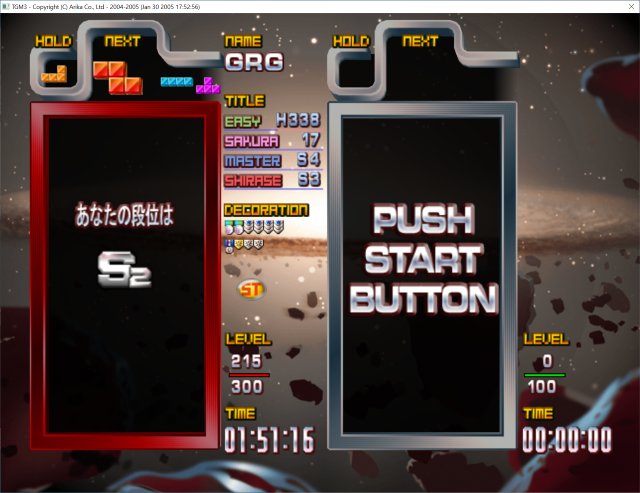 TGM3 - Copyright (C) Arika Co., Ltd - 2004-2005 (Jan 30 2005 17:52:56)
HOLD NEXT
NAME
GRG
TITLE
EASY H338
SAKURA 17
MASTER S4
SHIRASE S3
DECORATION
ST
あなたの段位は
S2
LEVEL
215
300
TIME
01:51:16
HOLD NEXT
PUSH
START
BUTTON
LEVEL
0
100
TIME
00:00:00